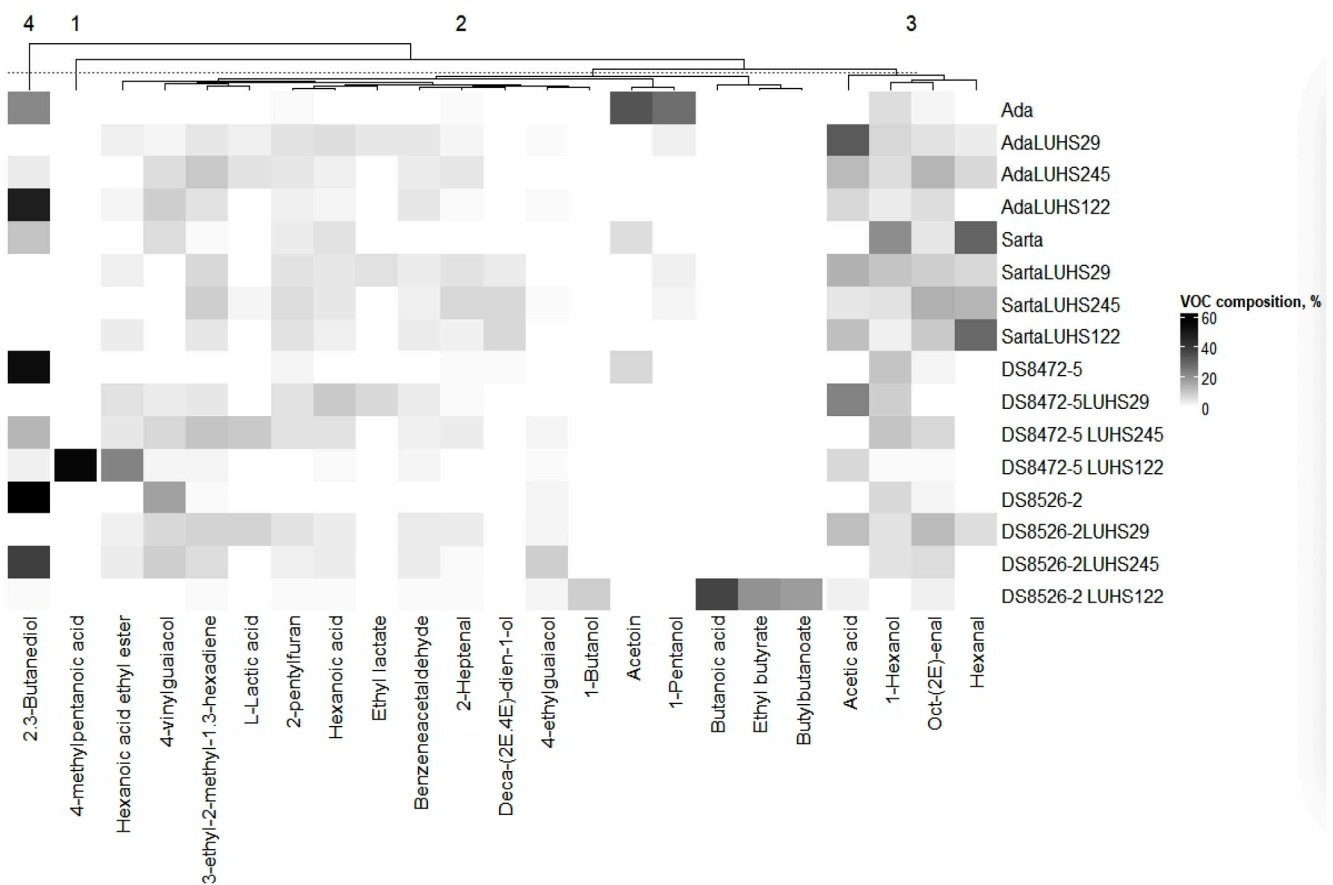 4 1 2 3
Ada
AdaLUHS29
AdaLUHS245
AdaLUHS122
Sarta
SartaLUHS29
SartaLUHS245
SartaLUHS122
DS8472-5
DS8472-5LUHS29
DS8472-5 LUHS245
DS8472-5 LUHS122
DS8526-2
DS8526-2LUHS29
DS8526-2LUHS245
DS8526-2 LUHS122
VOC composition, %
60
40
20
0
2.3-Butanediol
4-methylpentanoic acid
Hexanoic acid ethyl ester
4-vinylguaiacol
3-ethyl-2-methyl-1.3-hexadiene
L-Lactic acid
2-pentylfuran
Hexanoic acid
Ethyl lactate
Benzeneacetaldehyde
2-Heptenal
Deca-(2E.4E)-dien-1-ol
4-ethylguaiacol
1-Butanol
Acetoin
1-Pentanol
Butanoic acid
Ethyl butyrate
Butylbutanoate
Acetic acid
1-Hexanol
Oct-(2E)-enal
Hexanal